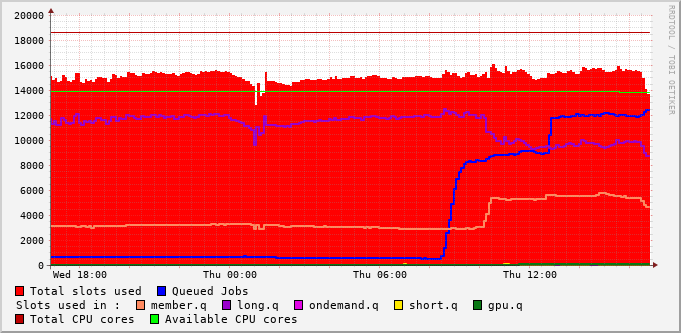 20000
18000
16000
14000
12000
10000
8000
6000
4000
2000
0
Wed 18:00 Thu 00:00 Thu 06:00 Thu 12:00
RRDTOOL / TOBI OETIKER
Total slots used Queued Jobs
Slots used in : member.q long.q ondemand.q short.q gpu.q
Total CPU cores Available CPU cores